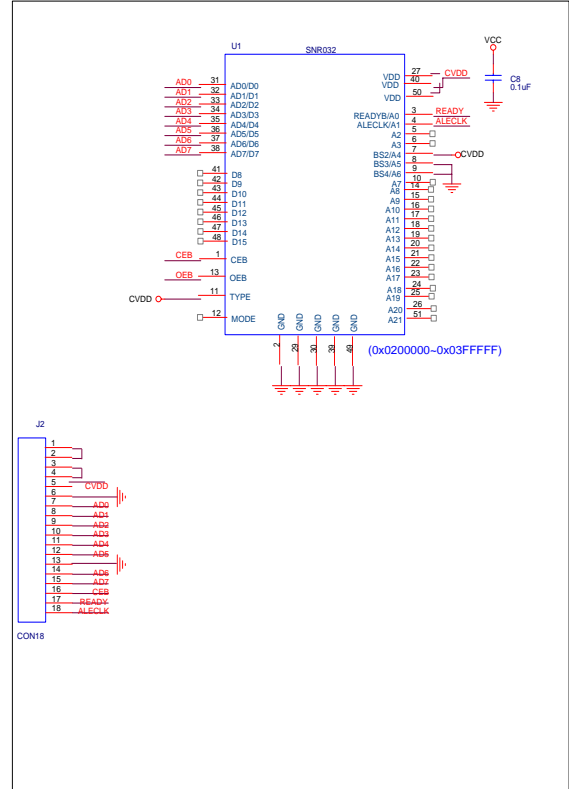 U1 SNR032
VCC
C8
0.1uF
AD0 31 AD0/D0
AD1 32 AD1/D1
AD2 33 AD2/D2
AD3 34 AD3/D3
AD4 35 AD4/D4
AD5 36 AD5/D5
AD6 37 AD6/D6
AD7 38 AD7/D7
41 D8
42 D9
43 D10
44 D11
45 D12
46 D13
47 D14
48 D15
CEB 1 CEB
OEB 13 OEB
CVDD 11 TYPE
12 MODE
VDD 27 CVDD
VDD 40
VDD 50
READYB/A0 3 READY
ALECLK/A1 4 ALECLK
A2 5
A3 6
BS2/A4 7 CVDD
BS3/A5 8
BS4/A6 9
A7 10
A8 14
A9 15
A10 16
A11 17
A12 18
A13 19
A14 20
A15 21
A16 22
A17 23
A18 24
A19 25
A20 26
A21 51
GND GND GND GND GND
2 29 30 39 49
(0x0200000~0x03FFFFF)
J2
1
2
3
4
5 CVDD
6
7 AD0
8 AD1
9 AD2
10 AD3
11 AD4
12 AD5
13
14 AD6
15 AD7
16 CEB
17 READY
18 ALECLK
CON18